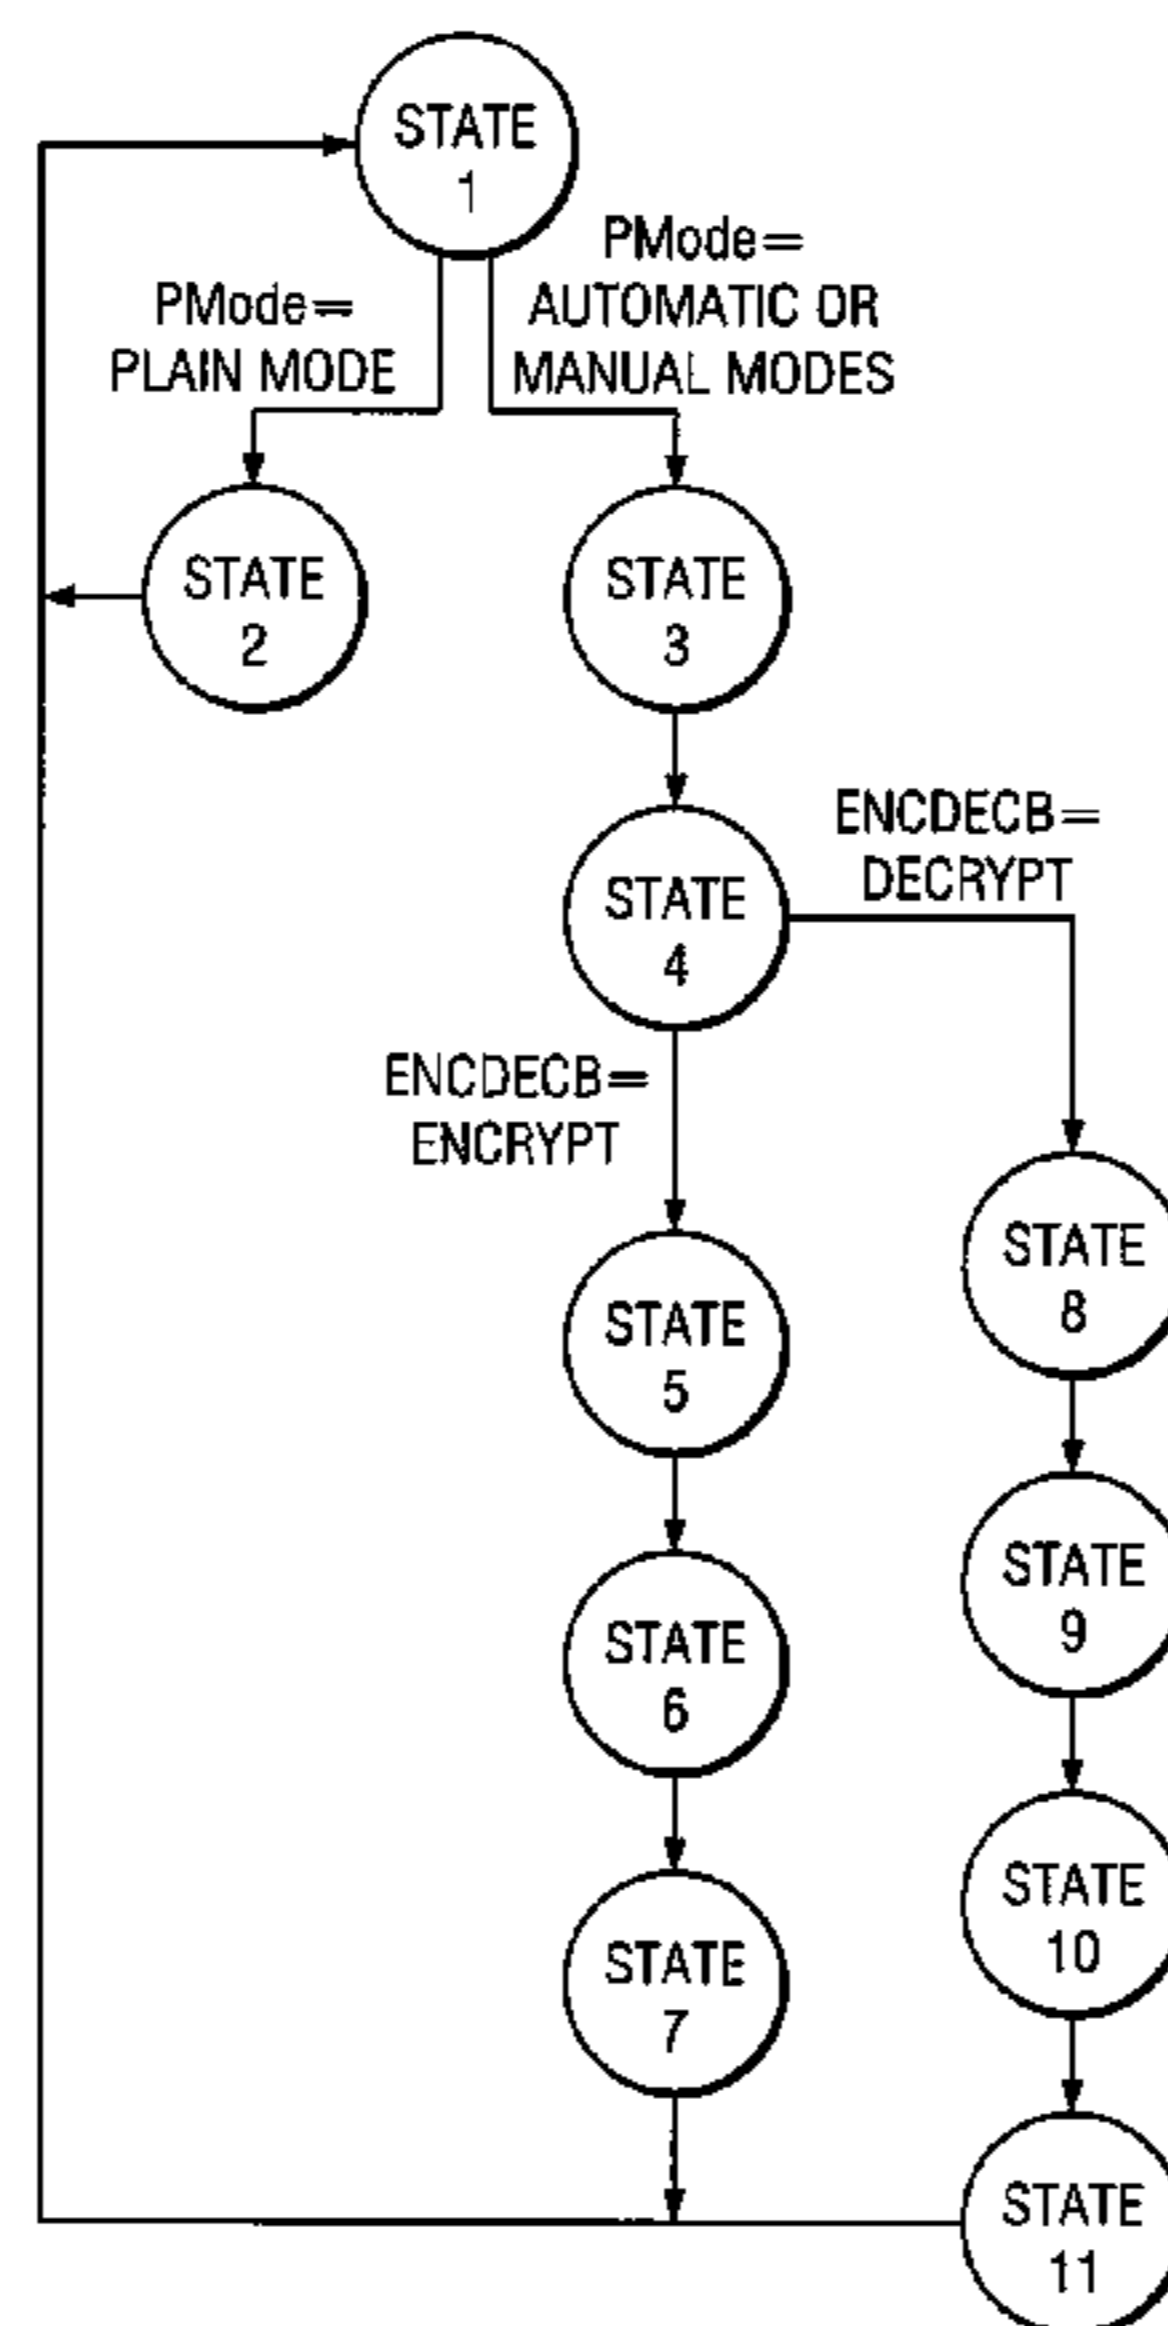 STATE
1
PMode=
PLAIN MODE
PMode=
AUTOMATIC OR
MANUAL MODES
STATE
2
STATE
3
STATE
4
ENCDECB=
DECRYPT
ENCDECB=
ENCRYPT
STATE
5
STATE
6
STATE
7
STATE
8
STATE
9
STATE
10
STATE
11